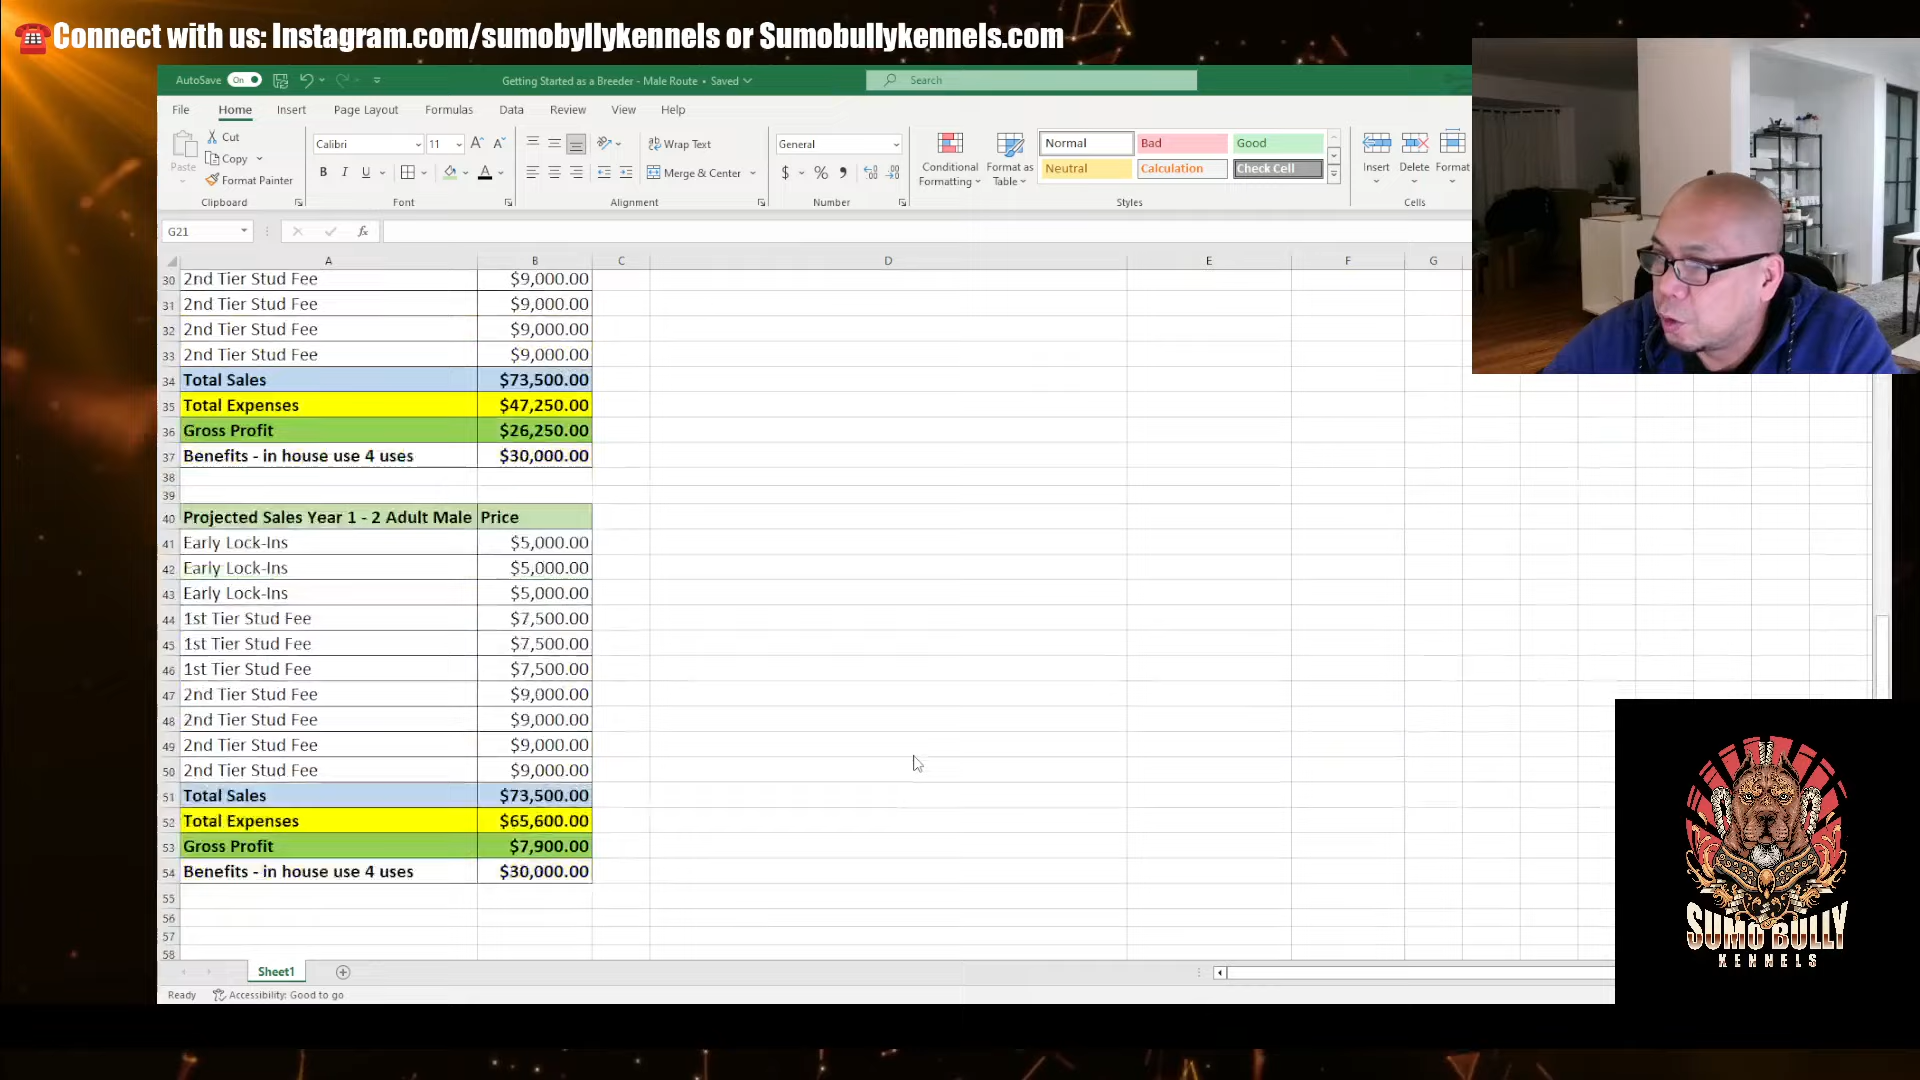 ☎Connect with us: Instagram.com/sumobyllykennels or Sumobullykennels.com
AutoSave On
Getting Started as a Breeder - Male Route • Saved
Search
File Home Insert Page Layout Formulas Data Review View Help
Paste
Cut
Copy
Format Painter
Clipboard
Calibri 11
B I U
Font
Wrap Text
Merge & Center
Alignment
General
$ % ,
Number
Conditional Formatting
Format as Table
Normal Bad Good
Neutral Calculation Check Cell
Styles
Insert Delete Format
Cells
G21
fx
A B C D E F G
30 2nd Tier Stud Fee $9,000.00
31 2nd Tier Stud Fee $9,000.00
32 2nd Tier Stud Fee $9,000.00
33 2nd Tier Stud Fee $9,000.00
34 Total Sales $73,500.00
35 Total Expenses $47,250.00
36 Gross Profit $26,250.00
37 Benefits - in house use 4 uses $30,000.00
38
39
40 Projected Sales Year 1 - 2 Adult Male Price
41 Early Lock-Ins $5,000.00
42 Early Lock-Ins $5,000.00
43 Early Lock-Ins $5,000.00
44 1st Tier Stud Fee $7,500.00
45 1st Tier Stud Fee $7,500.00
46 1st Tier Stud Fee $7,500.00
47 2nd Tier Stud Fee $9,000.00
48 2nd Tier Stud Fee $9,000.00
49 2nd Tier Stud Fee $9,000.00
50 2nd Tier Stud Fee $9,000.00
51 Total Sales $73,500.00
52 Total Expenses $65,600.00
53 Gross Profit $7,900.00
54 Benefits - in house use 4 uses $30,000.00
55
56
57
58
Sheet1
Ready Accessibility: Good to go
SUMO BULLY
KENNELS